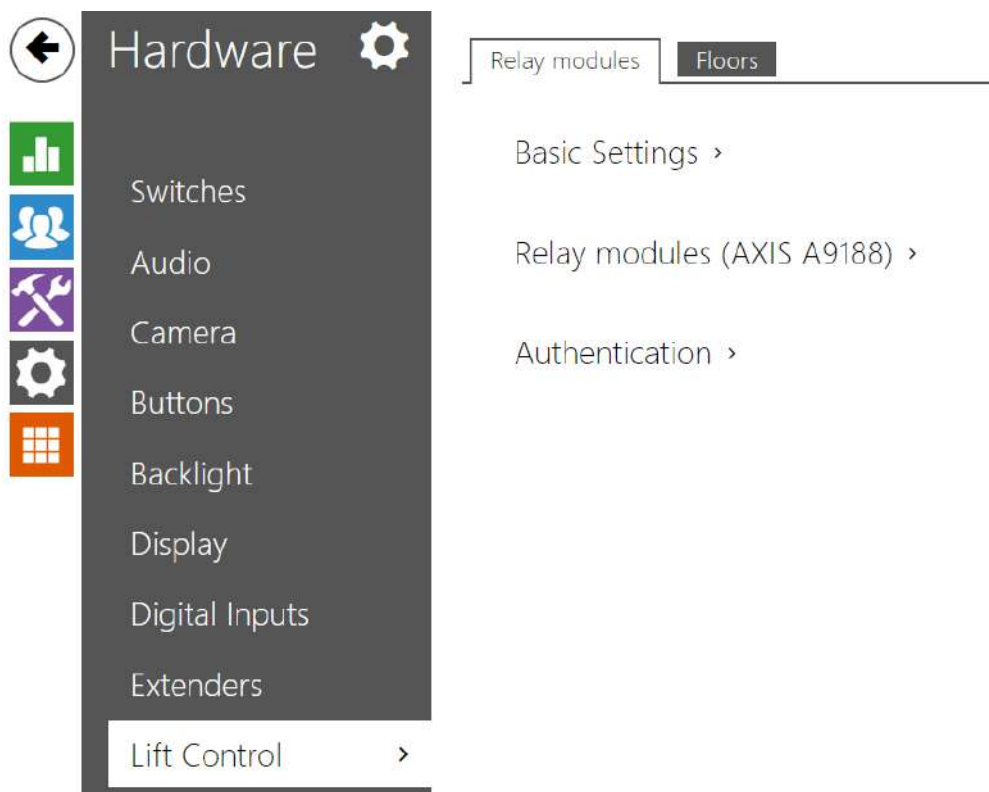 Hardware
Switches
Audio
Camera
Buttons
Backlight
Display
Digital Inputs
Extenders
Lift Control >
Relay modules
Floors
Basic Settings >
Relay modules (AXIS A9188) >
Authentication >